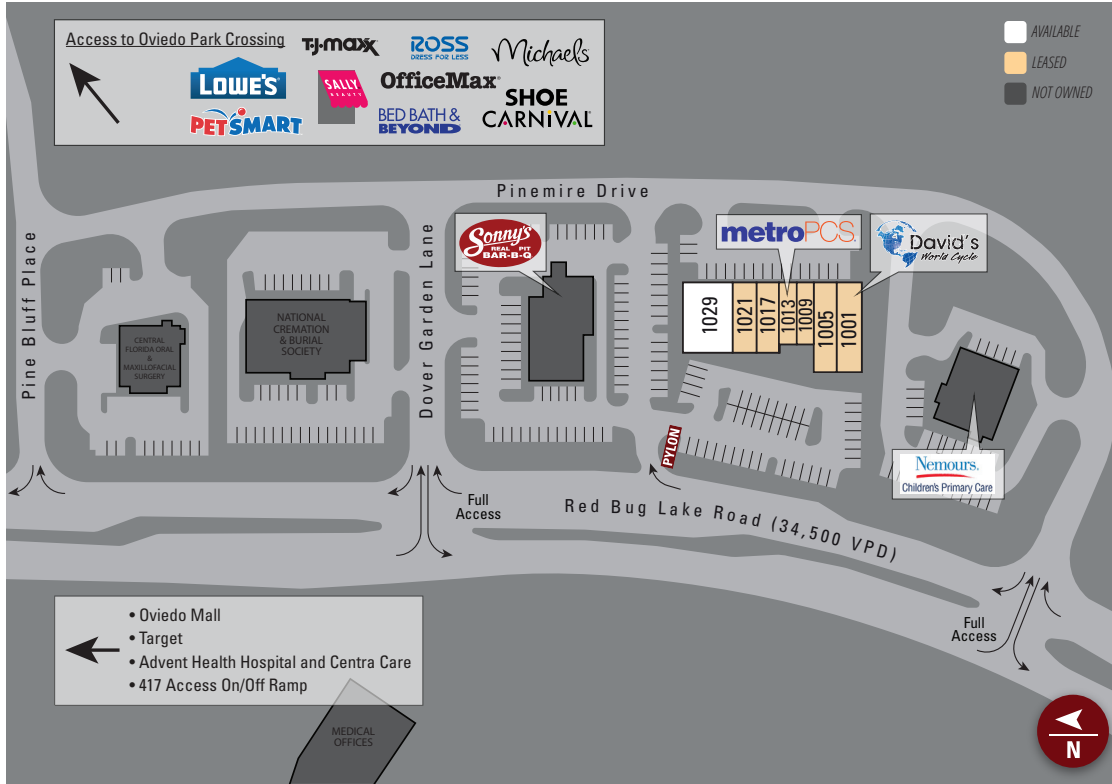 Access to Oviedo Park Crossing
T•J•maxx
ROSS
DRESS FOR LESS
Michaels
LOWE'S
SALLY
BEAUTY
OfficeMax
PETSMART
BED BATH &
BEYOND
SHOE
CARNIVAL
AVAILABLE
LEASED
NOT OWNED
Pinemire Drive
Pine Bluff Place
Dover Garden Lane
Sonny's
REAL PIT
BAR-B-Q
metroPCS.
David's
World Cycle
CENTRAL
FLORIDA ORAL
&
MAXILLOFACIAL
SURGERY
NATIONAL
CREMATION
& BURIAL
SOCIETY
1029
1021
1017
1013
1009
1005
1001
PYLON
Nemours.
Children's Primary Care
Full
Access
Red Bug Lake Road (34,500 VPD)
Full
Access
• Oviedo Mall
• Target
• Advent Health Hospital and Centra Care
• 417 Access On/Off Ramp
MEDICAL
OFFICES
N